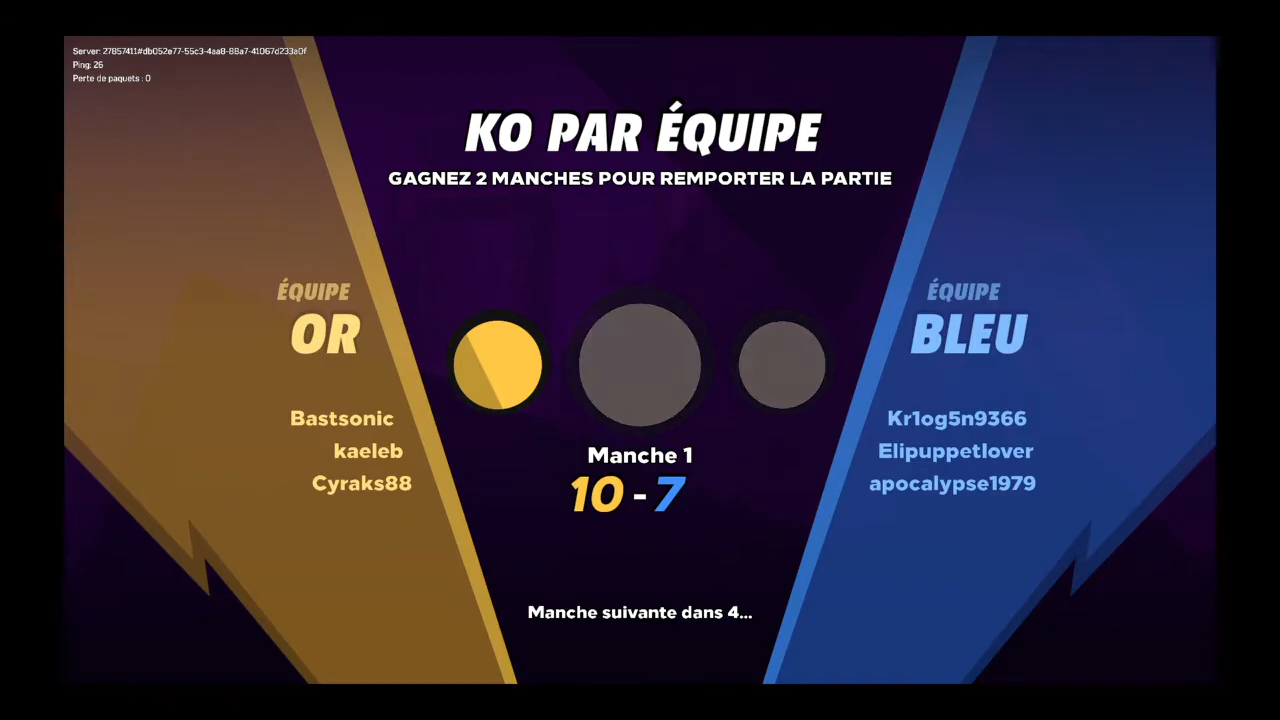 Server: 27857411#db052e77-55c3-4aa8-88a7-41067d233a0f
Ping: 26
Perte de paquets : 0
KO PAR ÉQUIPE
GAGNEZ 2 MANCHES POUR REMPORTER LA PARTIE
ÉQUIPE
OR
Bastsonic
kaeleb
Cyraks88
Manche 1
10 - 7
Manche suivante dans 4...
ÉQUIPE
BLEU
Kr1og5n9366
Elipuppetlover
apocalypse1979